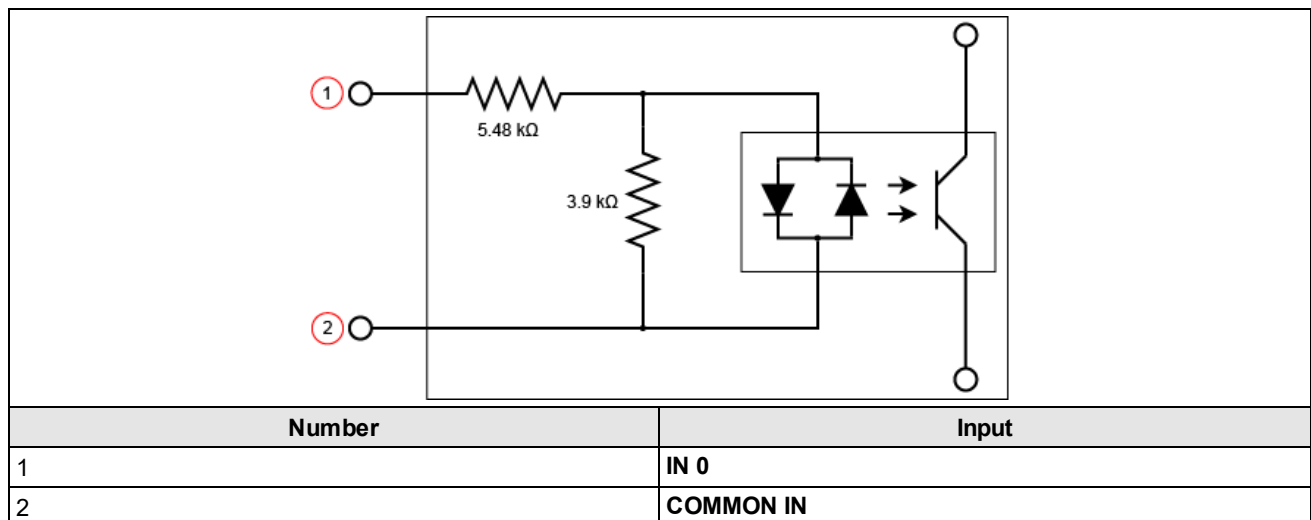 1
5.48 kΩ
3.9 kΩ
2
Number Input
1 IN 0
2 COMMON IN